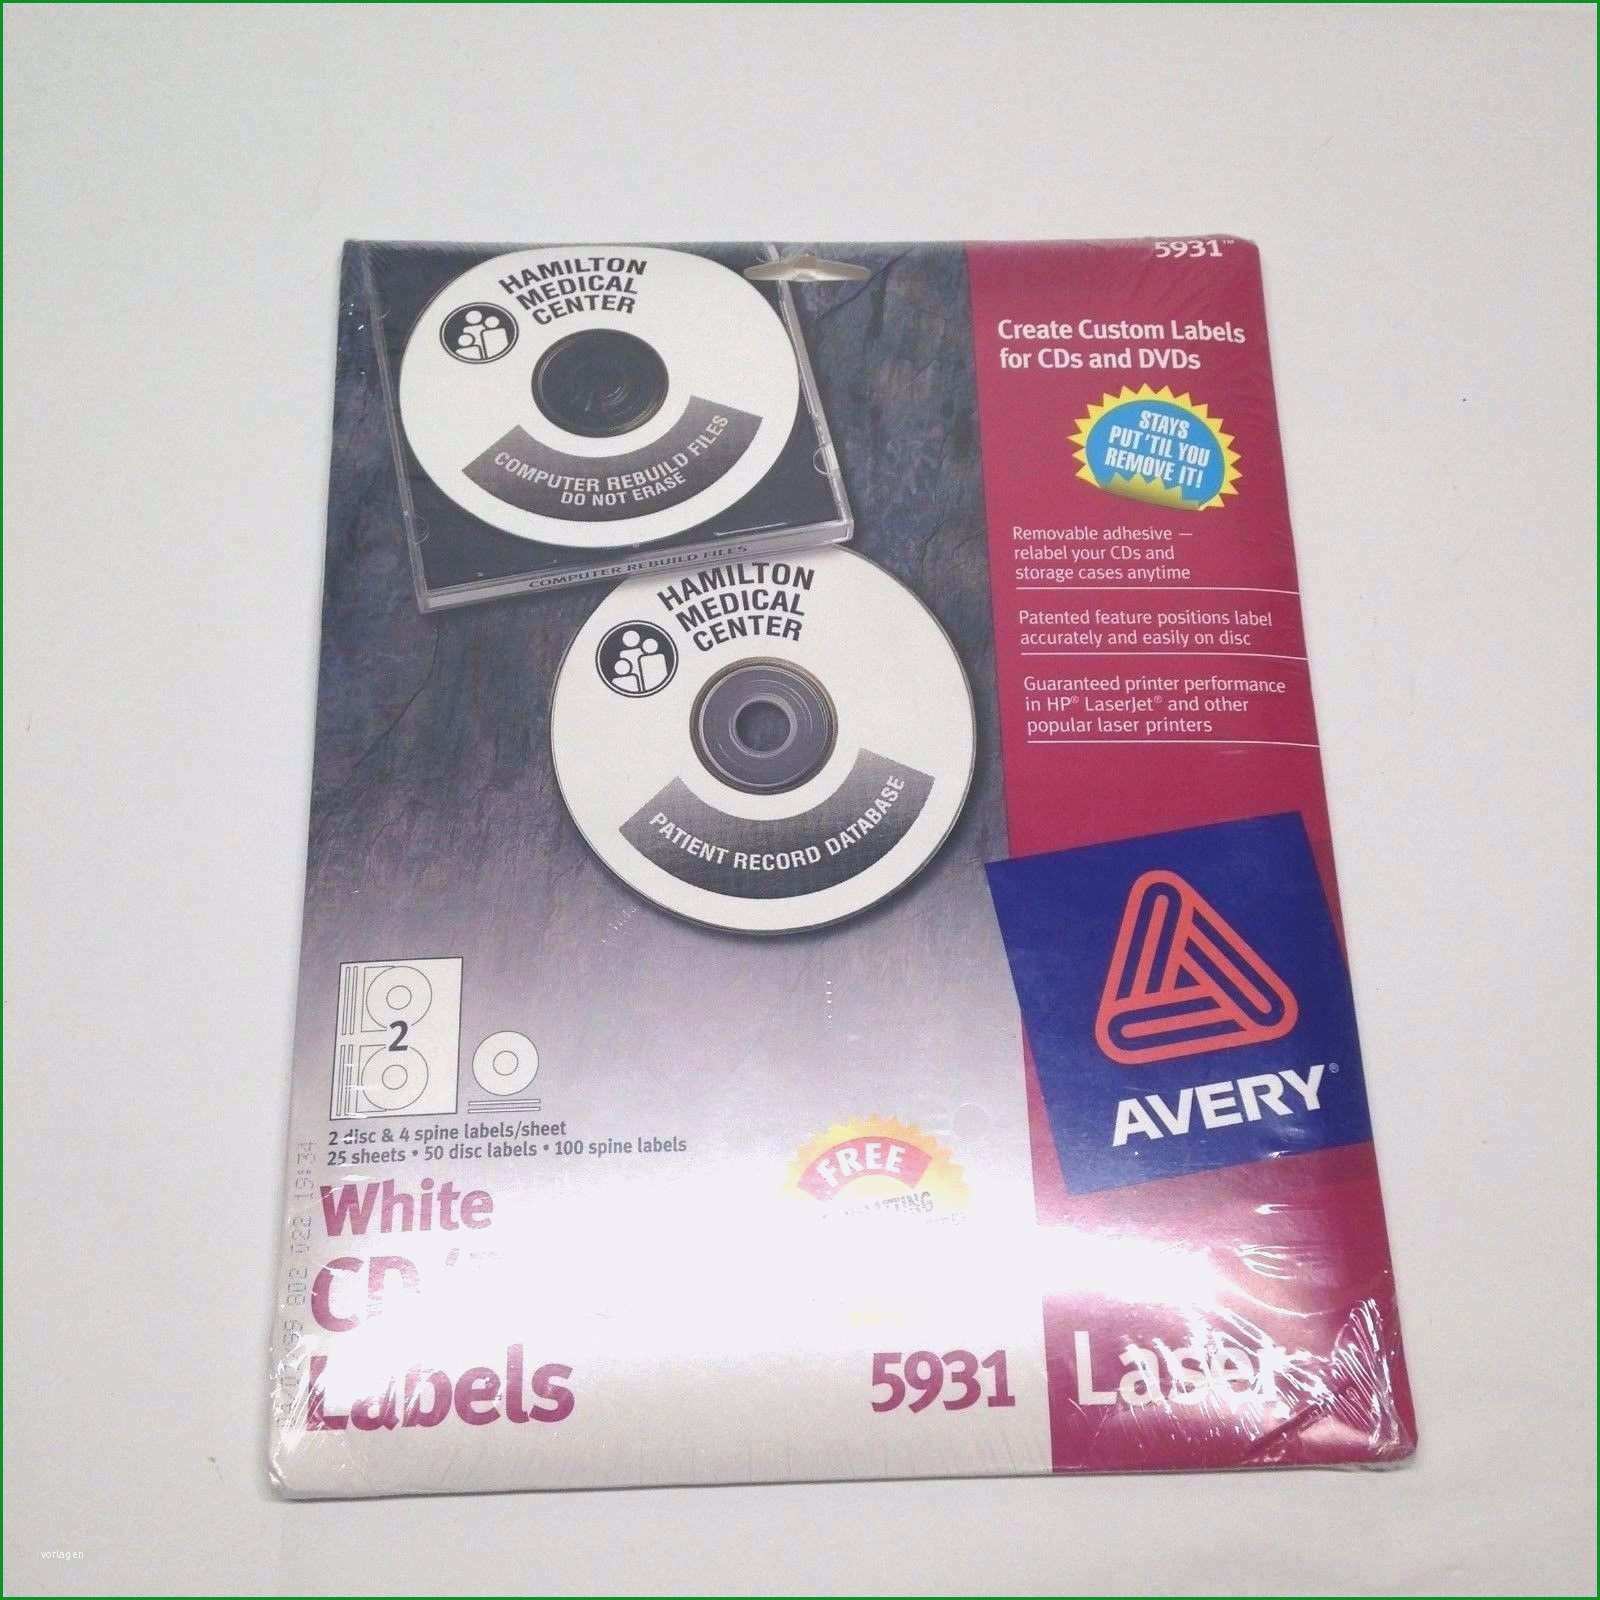 5931™
HAMILTON
MEDICAL
CENTER
COMPUTER REBUILD FILES
DO NOT ERASE
COMPUTER REBUILD FILES
HAMILTON
MEDICAL
CENTER
PATIENT RECORD DATABASE
Create Custom Labels
for CDs and DVDs
STAYS
PUT 'TIL YOU
REMOVE IT!
Removable adhesive —
relabel your CDs and
storage cases anytime
Patented feature positions label
accurately and easily on disc
Guaranteed printer performance
in HP® LaserJet® and other
popular laser printers
AVERY®
2
2 disc & 4 spine labels/sheet
25 sheets • 50 disc labels • 100 spine labels
FREE
White
CD
Labels
5931
Laser
vorlagen